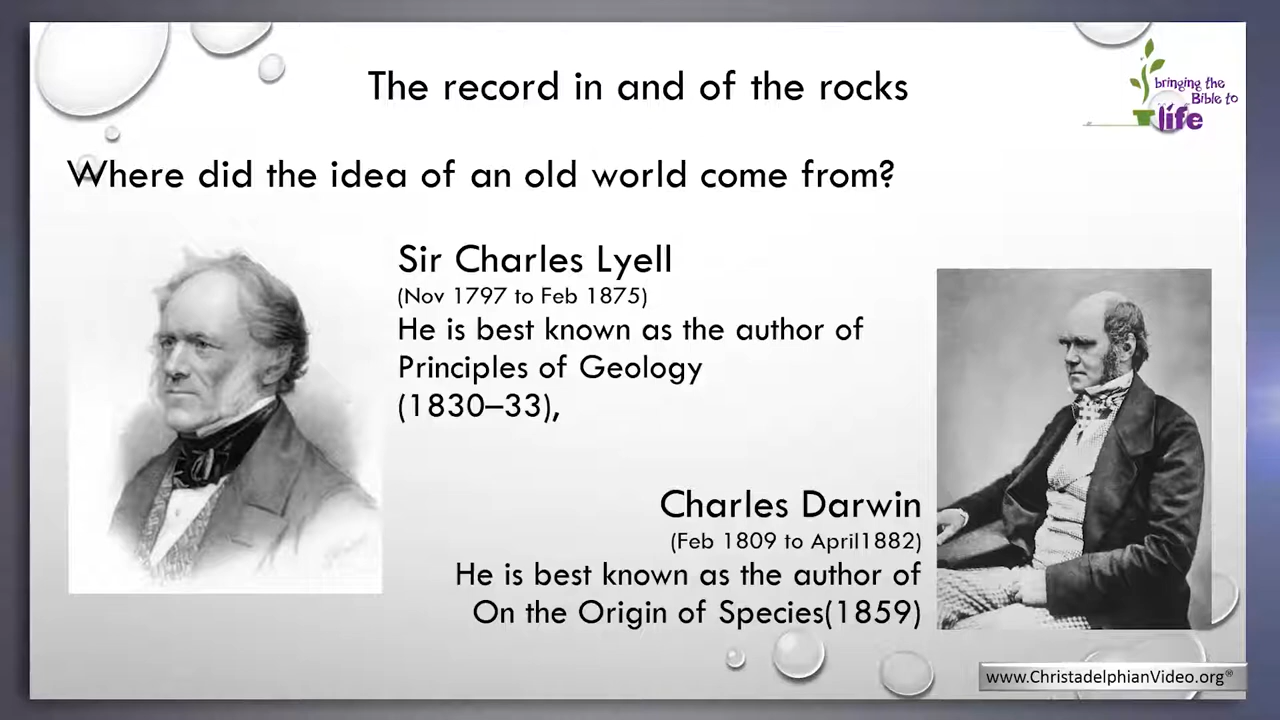 The record in and of the rocks
bringing the
Bible to
life
Where did the idea of an old world come from?
Sir Charles Lyell
(Nov 1797 to Feb 1875)
He is best known as the author of
Principles of Geology
(1830–33),
Charles Darwin
(Feb 1809 to April1882)
He is best known as the author of
On the Origin of Species(1859)
www.ChristadelphianVideo.org®